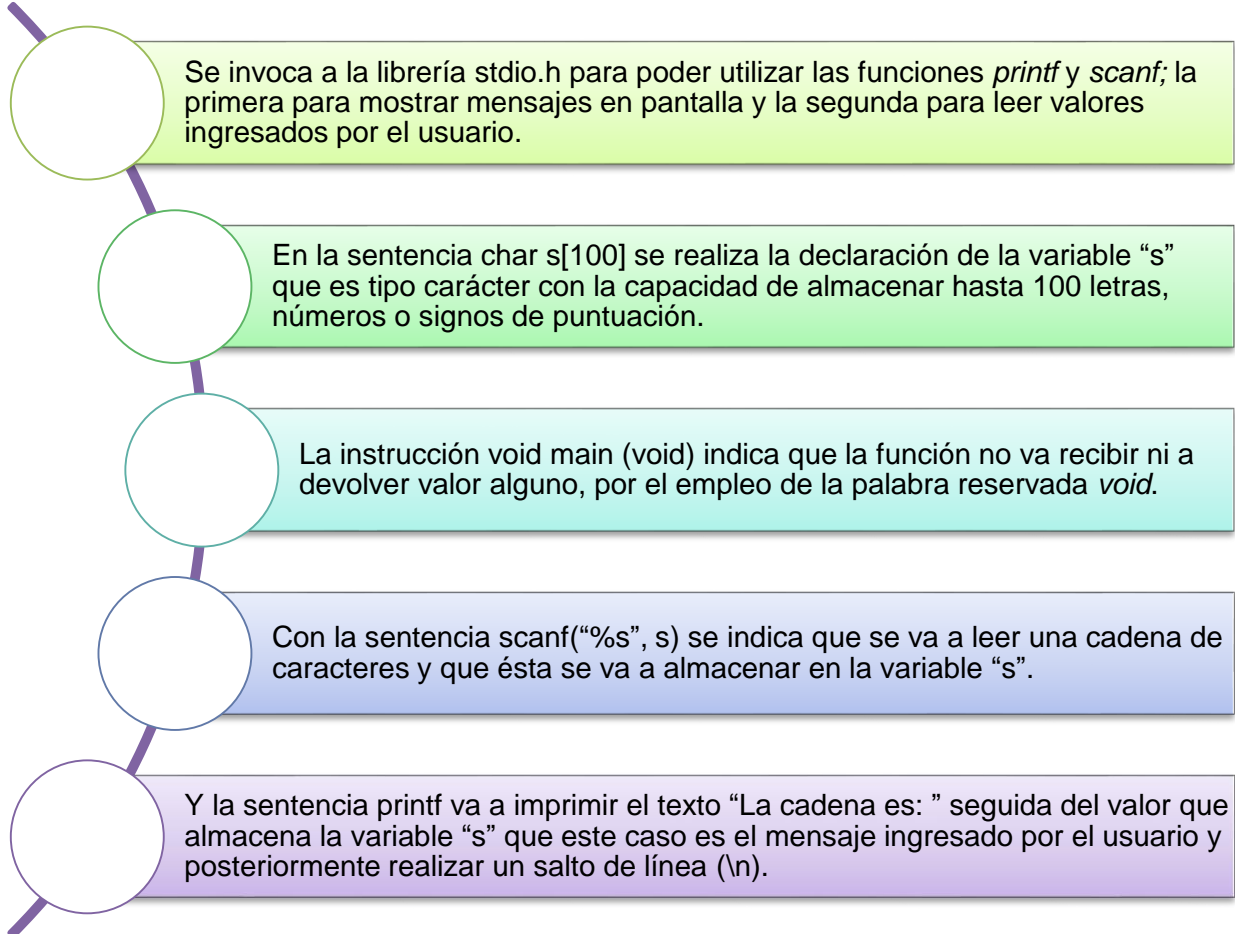 Se invoca a la librería stdio.h para poder utilizar las funciones printf y scanf; la
primera para mostrar mensajes en pantalla y la segunda para leer valores
ingresados por el usuario.
En la sentencia char s[100] se realiza la declaración de la variable “s”
que es tipo carácter con la capacidad de almacenar hasta 100 letras,
números o signos de puntuación.
La instrucción void main (void) indica que la función no va recibir ni a
devolver valor alguno, por el empleo de la palabra reservada void.
Con la sentencia scanf(“%s”, s) se indica que se va a leer una cadena de
caracteres y que ésta se va a almacenar en la variable “s”.
Y la sentencia printf va a imprimir el texto “La cadena es: ” seguida del valor que
almacena la variable “s” que este caso es el mensaje ingresado por el usuario y
posteriormente realizar un salto de línea (\n).